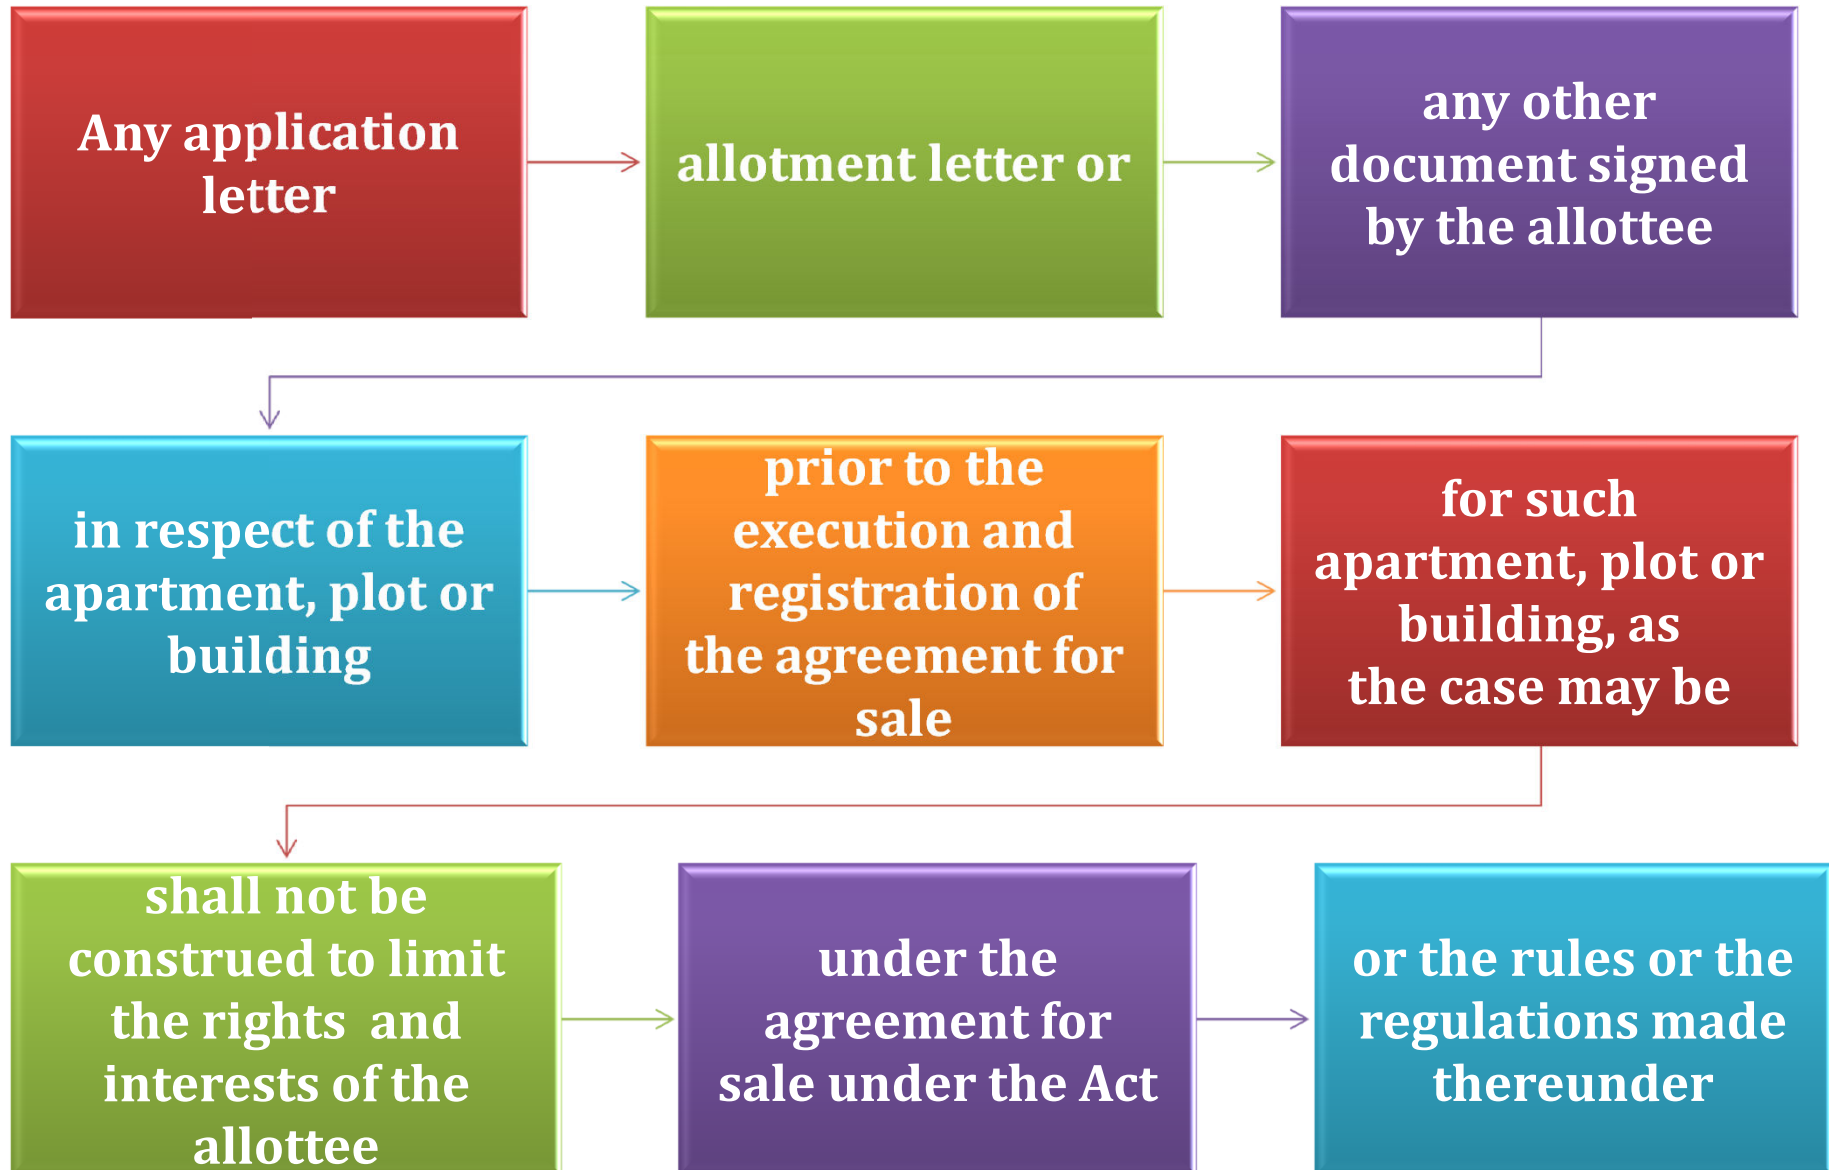 Any application
letter
allotment letter or
any other
document signed
by the allottee
in respect of the
apartment, plot or
building
prior to the
execution and
registration of
the agreement for
sale
for such
apartment, plot or
building, as
the case may be
shall not be
construed to limit
the rights  and
interests of the
allottee
under the
agreement for
sale under the Act
or the rules or the
regulations made
thereunder